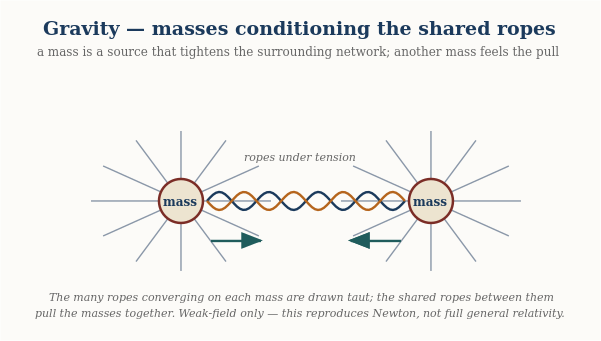 Gravity — masses conditioning the shared ropes
a mass is a source that tightens the surrounding network; another mass feels the pull
ropes under tension
mass
mass
The many ropes converging on each mass are drawn taut; the shared ropes between them
pull the masses together. Weak-field only — this reproduces Newton, not full general relativity.